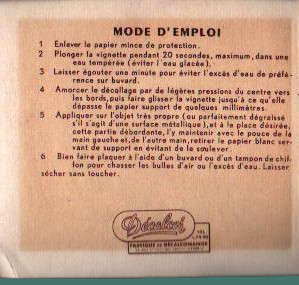 MODE D'EMPLOI
1 Enlever le papier mince de protection.
2 Plonger la vignette pendant 20 secondes, maximum, dans une
eau tempérée (éviter l'eau glacée).
3 Laisser égoutter une minute pour éviter l'excès d'eau de préfé-
rence sur buvard.
4 Amorcer le décollage par de légères pressions du centre vers
les bords, puis faire glisser la vignette jusqu'à ce qu'elle
dépasse le papier support de quelques millimètres.
5 Appliquer sur l'objet très propre (ou parfaitement dégraissé
s'il s'agit d'une surface métallique), et à la place désirée,
cette partie débordante, l'y maintenir avec le pouce de la
main gauche et, de l'autre main, retirer le papier blanc ser-
vant de support en évitant de le soulever.
6 Bien faire plaquer à l'aide d'un buvard ou d'un tampon de chif-
fon pour chasser les bulles d'air ou l'excès d'eau. Laisser
sécher sans toucher.
FABRIQUE DE DÉCALCOMANIE